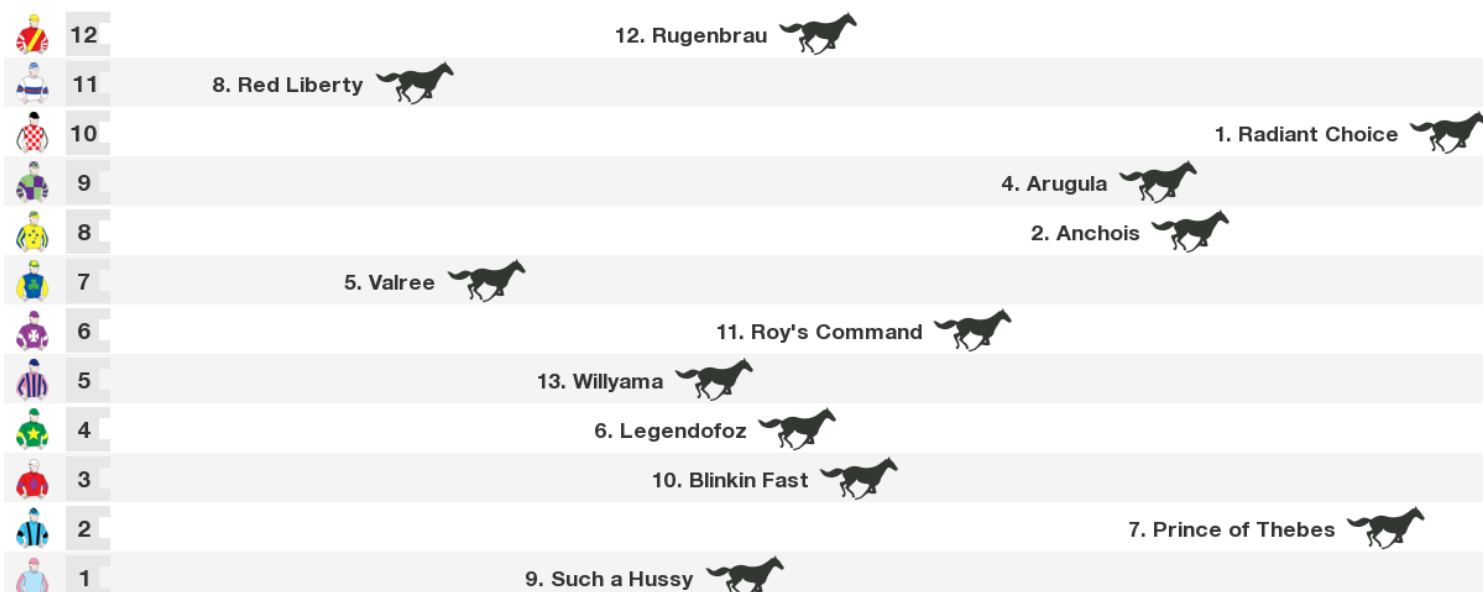 12 12. Rugenbrau
11 8. Red Liberty
10 1. Radiant Choice
9 4. Arugula
8 2. Anchois
7 5. Valree
6 11. Roy's Command
5 13. Willyama
4 6. Legendofoz
3 10. Blinkin Fast
2 7. Prince of Thebes
1 9. Such a Hussy